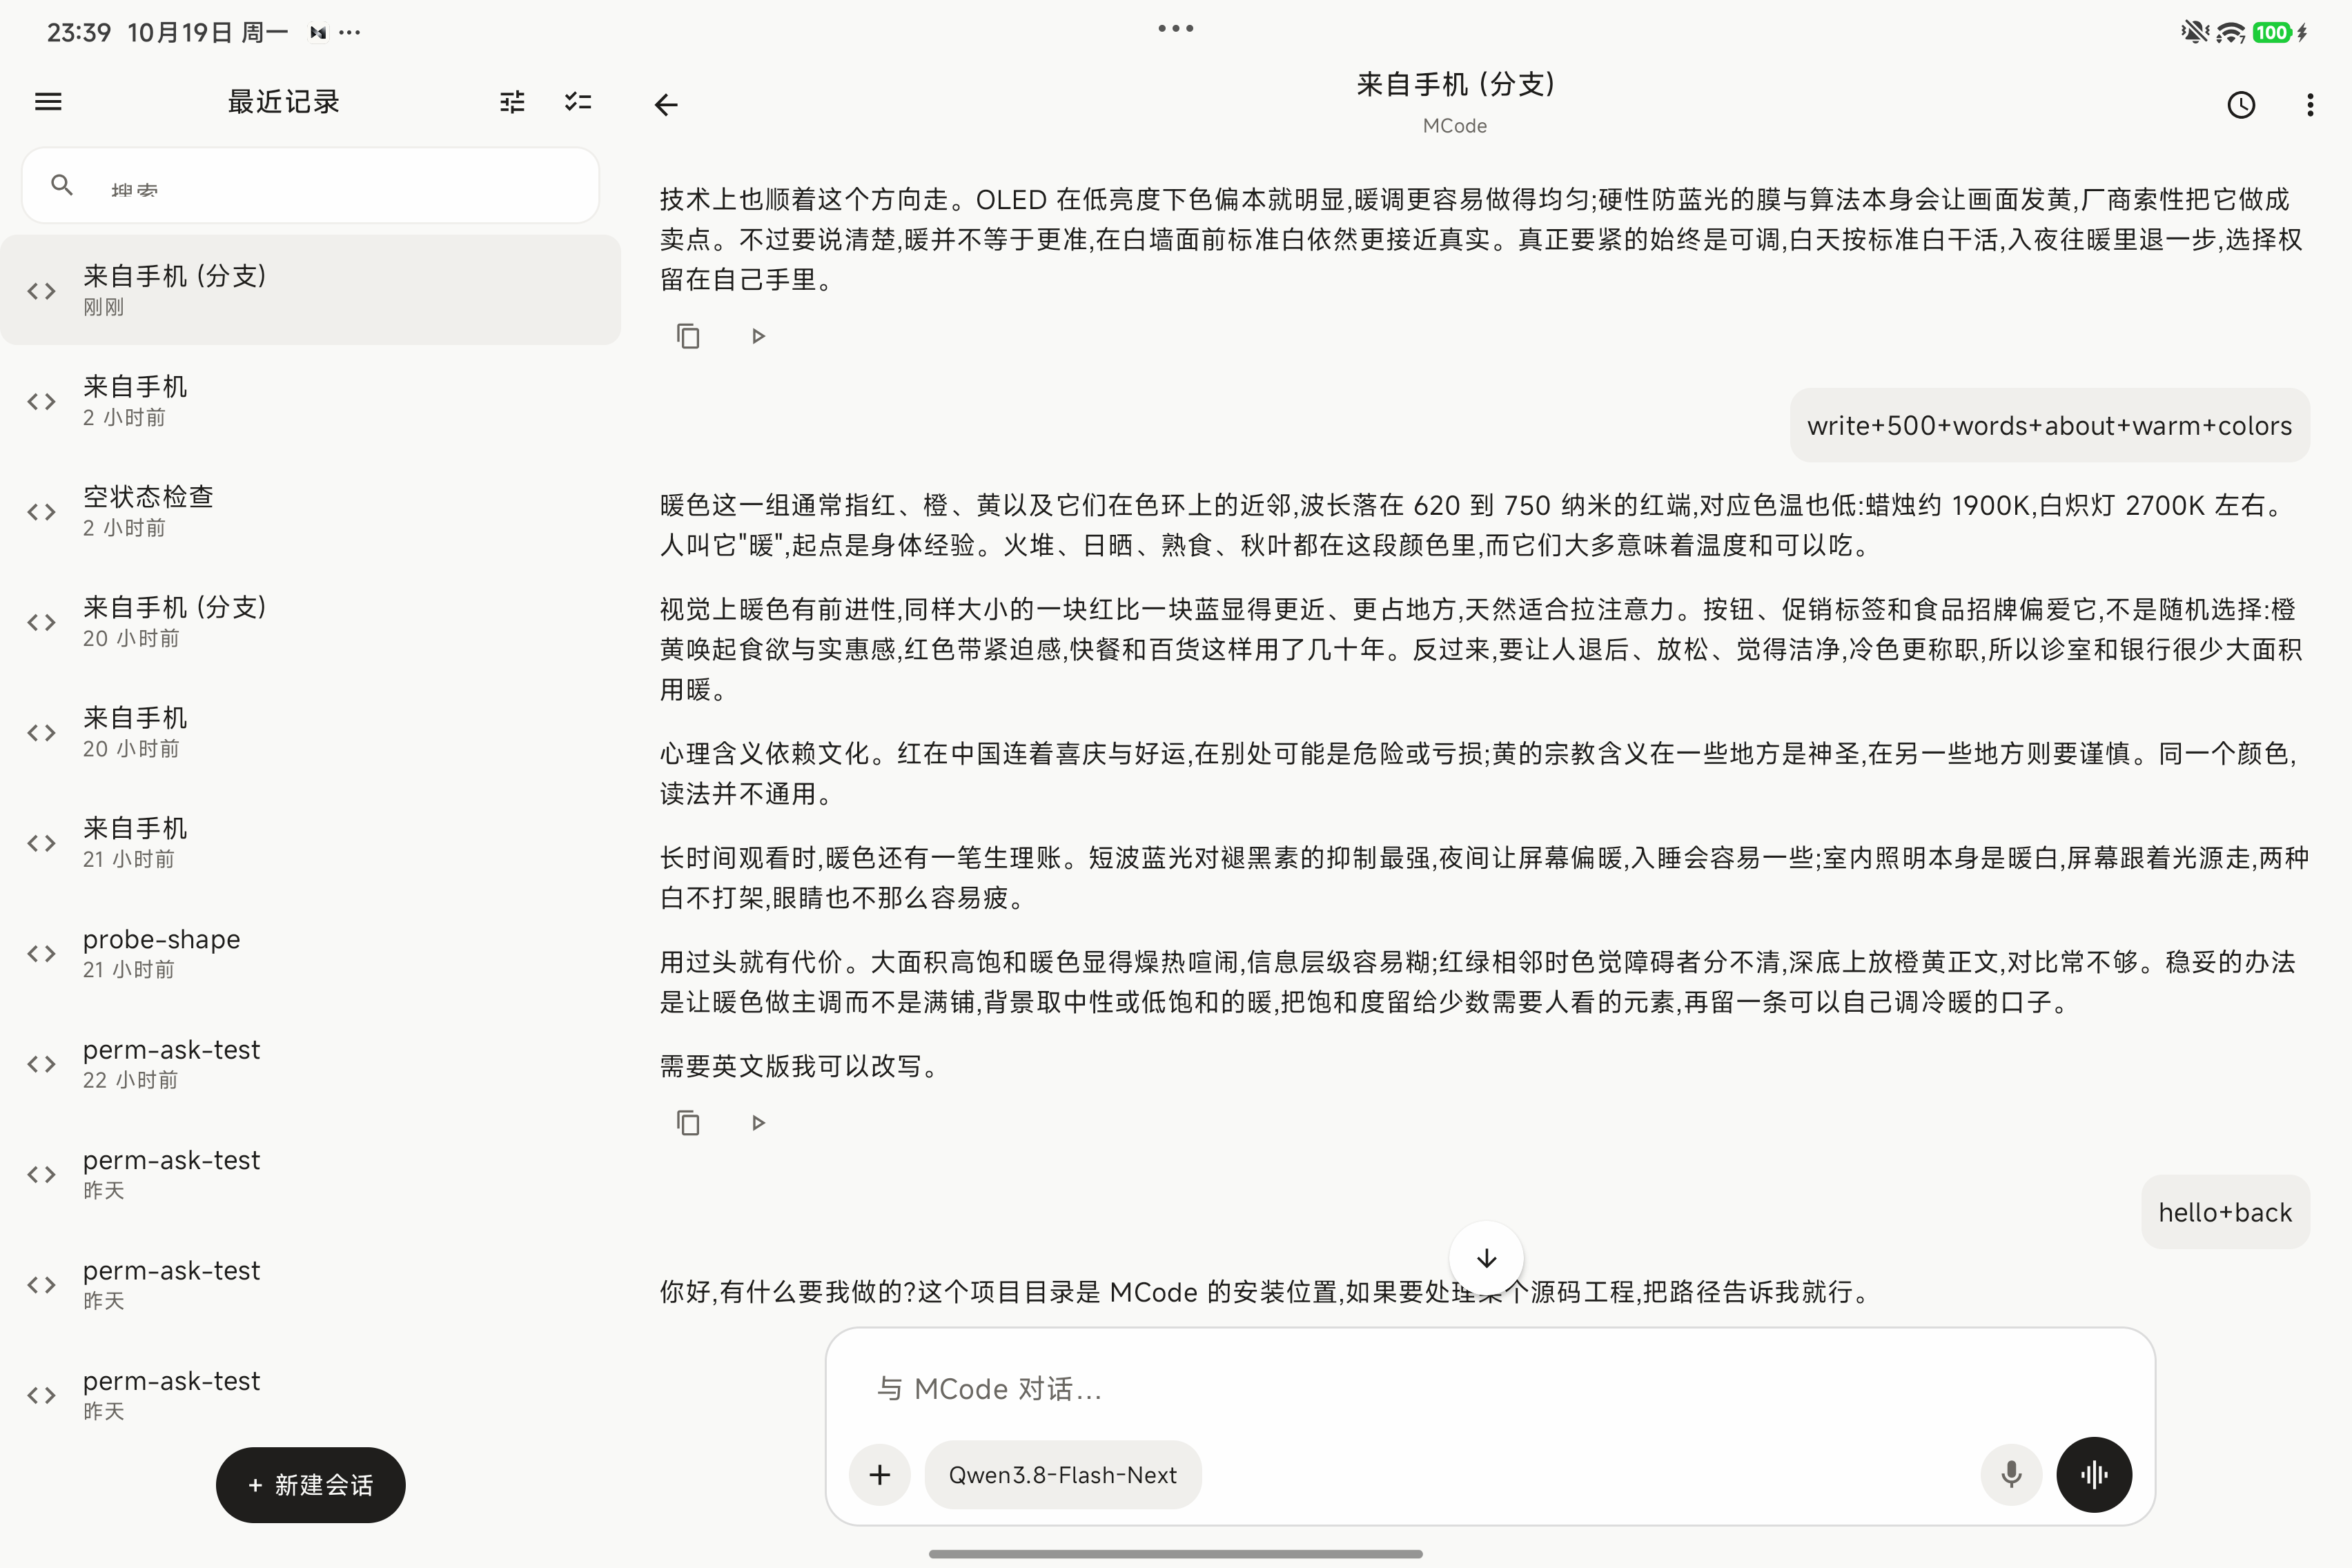 23:39 10月19日 周一
100
最近记录
搜索
来自手机 (分支)
刚刚
来自手机
2 小时前
空状态检查
2 小时前
来自手机 (分支)
20 小时前
来自手机
20 小时前
来自手机
21 小时前
probe-shape
21 小时前
perm-ask-test
22 小时前
perm-ask-test
昨天
perm-ask-test
昨天
perm-ask-test
昨天
+ 新建会话
来自手机 (分支)
MCode
技术上也顺着这个方向走。OLED 在低亮度下色偏本就明显,暖调更容易做得均匀;硬性防蓝光的膜与算法本身会让画面发黄,厂商索性把它做成
卖点。不过要说清楚,暖并不等于更准,在白墙面前标准白依然更接近真实。真正要紧的始终是可调,白天按标准白干活,入夜往暖里退一步,选择权
留在自己手里。
write+500+words+about+warm+colors
暖色这一组通常指红、橙、黄以及它们在色环上的近邻,波长落在 620 到 750 纳米的红端,对应色温也低:蜡烛约 1900K,白炽灯 2700K 左右。
人叫它"暖",起点是身体经验。火堆、日晒、熟食、秋叶都在这段颜色里,而它们大多意味着温度和可以吃。
视觉上暖色有前进性,同样大小的一块红比一块蓝显得更近、更占地方,天然适合拉注意力。按钮、促销标签和食品招牌偏爱它,不是随机选择:橙
黄唤起食欲与实惠感,红色带紧迫感,快餐和百货这样用了几十年。反过来,要让人退后、放松、觉得洁净,冷色更称职,所以诊室和银行很少大面积
用暖。
心理含义依赖文化。红在中国连着喜庆与好运,在别处可能是危险或亏损;黄的宗教含义在一些地方是神圣,在另一些地方则要谨慎。同一个颜色,
读法并不通用。
长时间观看时,暖色还有一笔生理账。短波蓝光对褪黑素的抑制最强,夜间让屏幕偏暖,入睡会容易一些;室内照明本身是暖白,屏幕跟着光源走,两种
白不打架,眼睛也不那么容易疲。
用过头就有代价。大面积高饱和暖色显得燥热喧闹,信息层级容易糊;红绿相邻时色觉障碍者分不清,深底上放橙黄正文,对比常不够。稳妥的办法
是让暖色做主调而不是满铺,背景取中性或低饱和的暖,把饱和度留给少数需要人看的元素,再留一条可以自己调冷暖的口子。
需要英文版我可以改写。
hello+back
你好,有什么要我做的?这个项目目录是 MCode 的安装位置,如果要处理某个源码工程,把路径告诉我就行。
与 MCode 对话...
Qwen3.8-Flash-Next